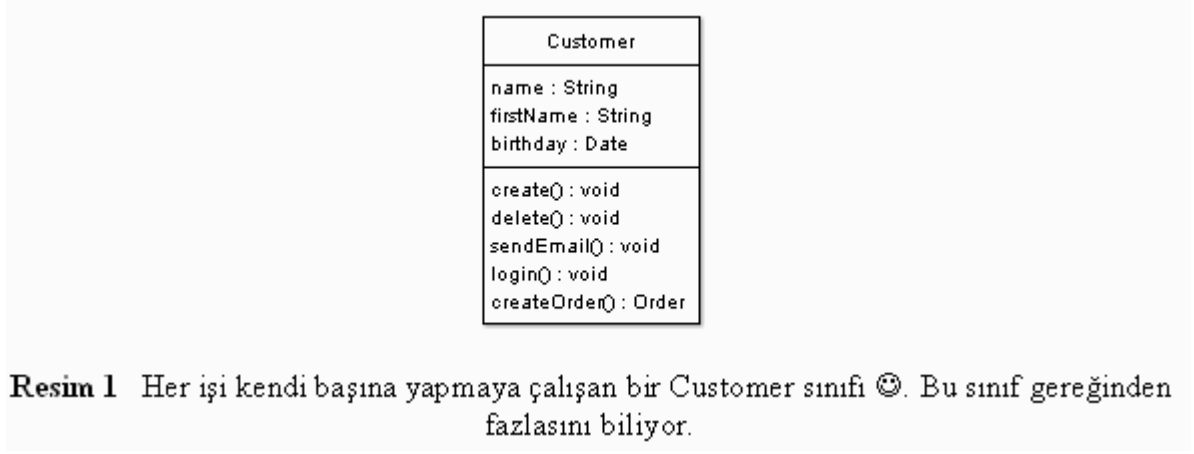 Customer
name : String
firstName : String
birthday : Date
create() : void
delete() : void
sendEmail() : void
login() : void
createOrder() : Order
Resim 1 Her işi kendi başına yapmaya çalışan bir Customer sınıfı ☺. Bu sınıf gereğinden
fazlasını biliyor.